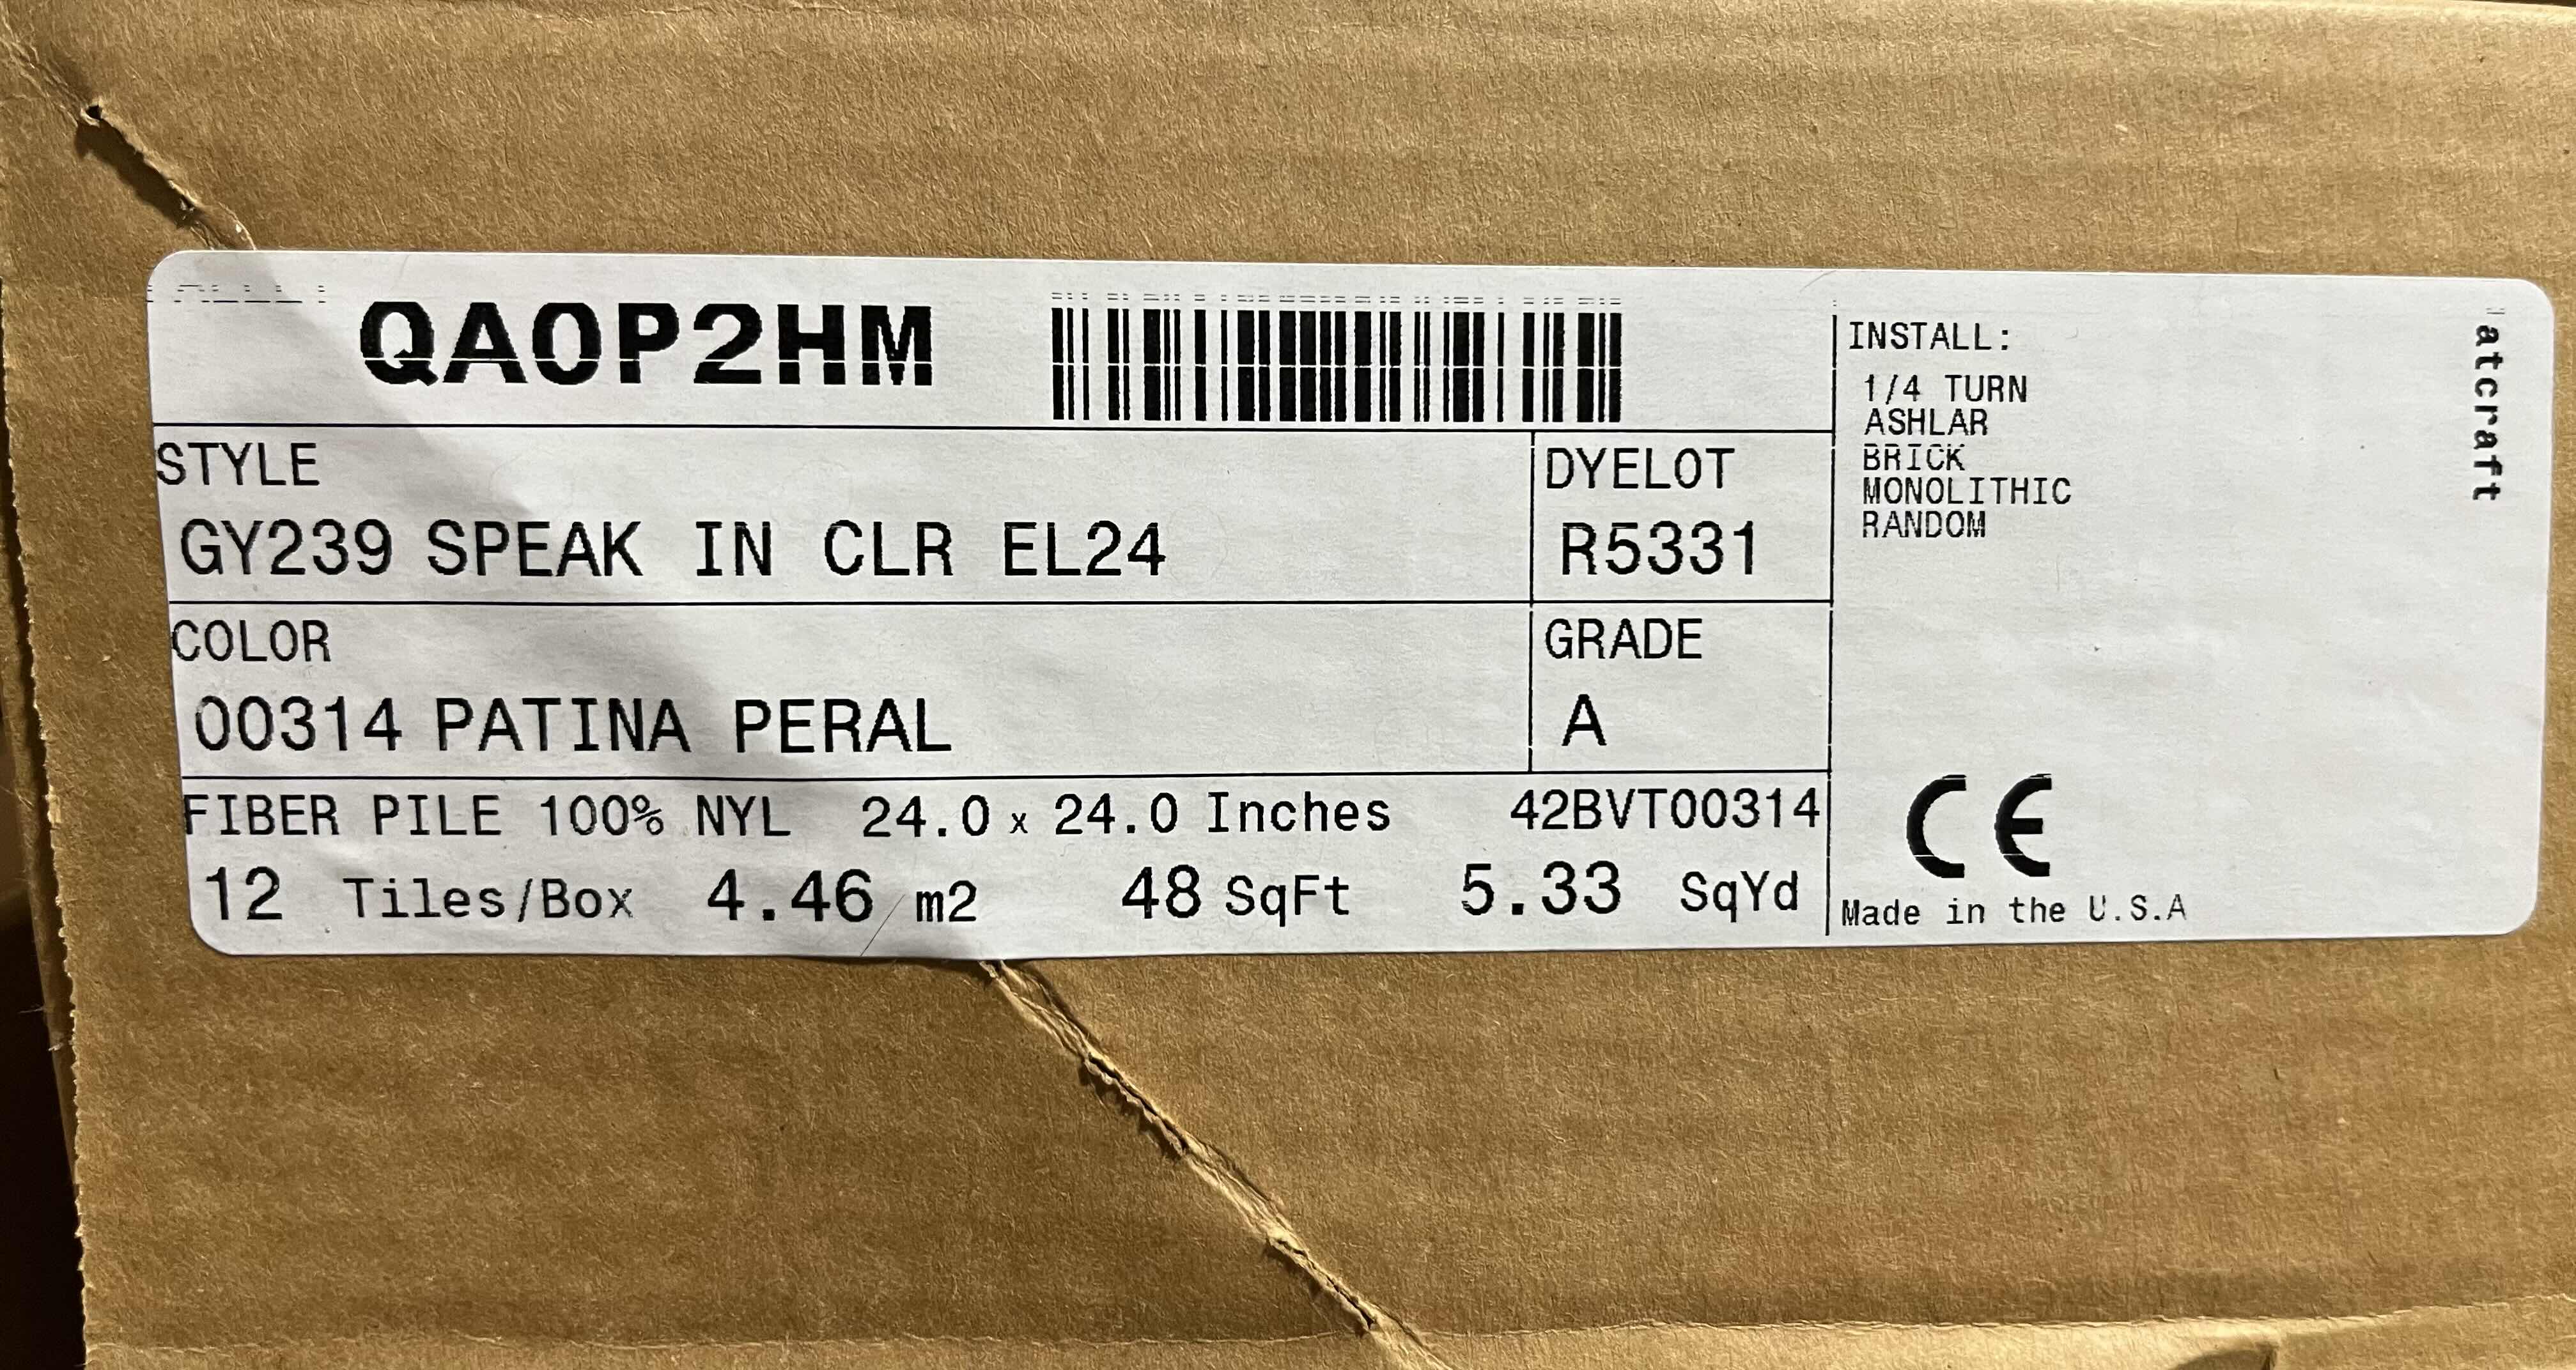 QA0P2HM
STYLE
GY239 SPEAK IN CLR EL24
DYELOT
R5331
COLOR
00314 PATINA PERAL
GRADE
A
FIBER PILE 100% NYL 24.0 x 24.0 Inches 42BVT00314
12 Tiles/Box 4.46 m2 48 SqFt 5.33 SqYd
INSTALL:
1/4 TURN
ASHLAR
BRICK
MONOLITHIC
RANDOM
CE
Made in the U.S.A
atcraft